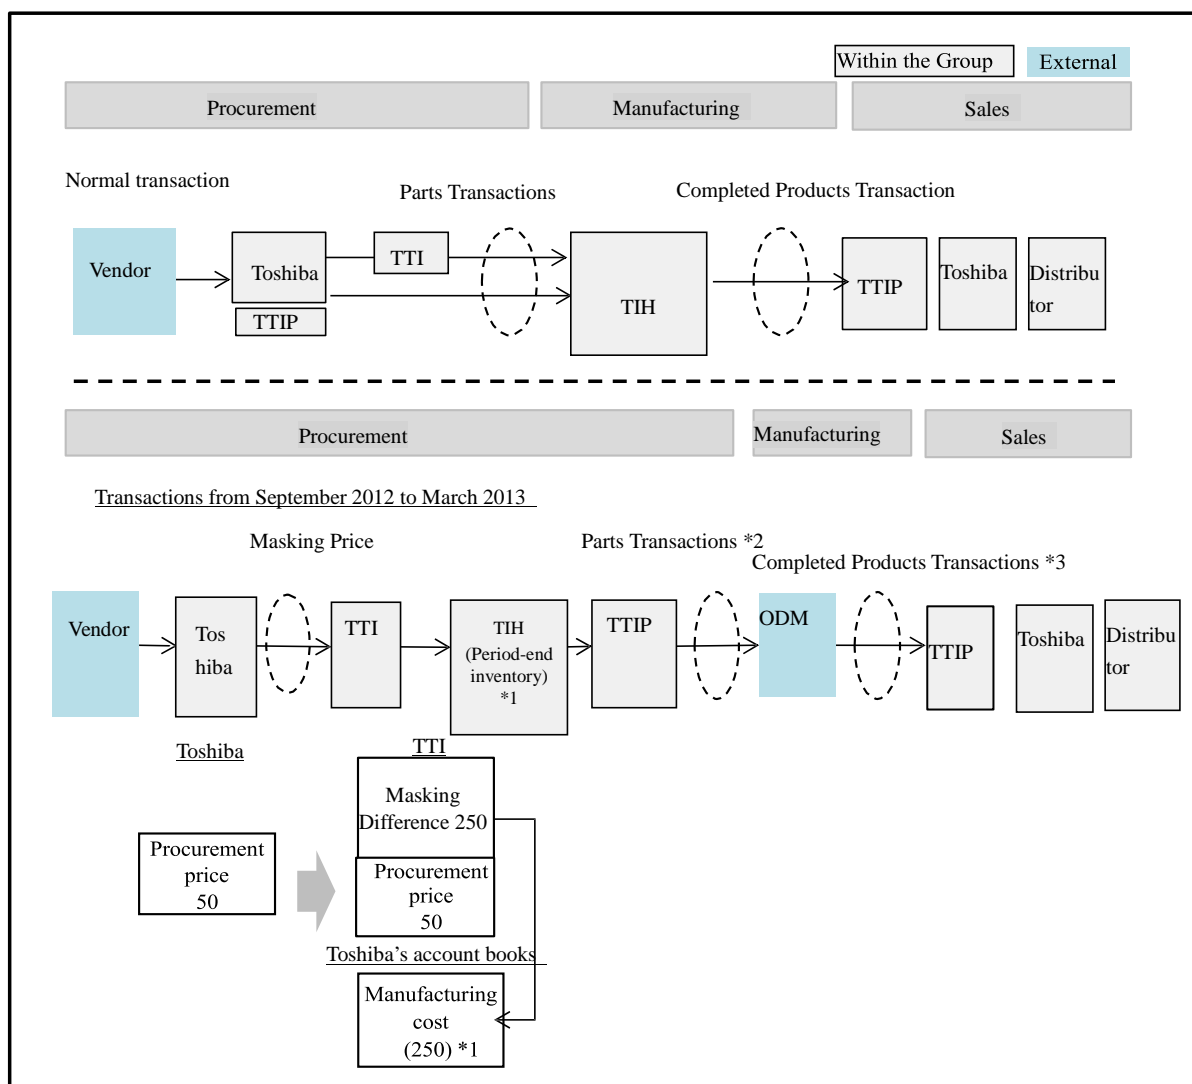 Within the Group
External
Procurement
Manufacturing
Sales
Normal transaction
Parts Transactions
Completed Products Transaction
Vendor
Toshiba
TTIP
TTI
TIH
TTIP
Toshiba
Distribu
tor
Procurement
Manufacturing
Sales
Transactions from September 2012 to March 2013
Masking Price
Parts Transactions *2
Completed Products Transactions *3
Vendor
Tos
hiba
TTI
TIH
(Period-end
inventory)
*1
TTIP
ODM
TTIP
Toshiba
Distribu
tor
Toshiba
TTI
Masking
Difference 250
Procurement
price
50
Procurement
price
50
Toshiba's account books
Manufacturing
cost
(250) *1